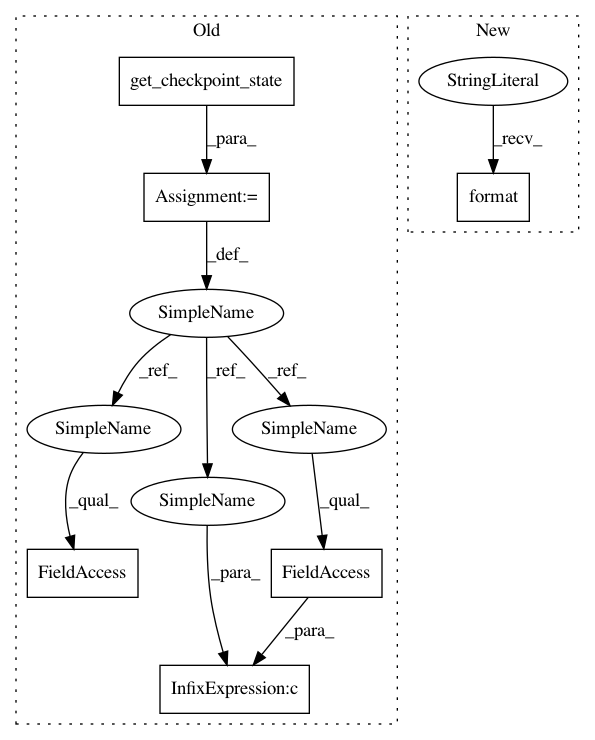 Old
New
get_checkpoint_state
StringLiteral
_para_
_recv_
Assignment:=
format
_def_
SimpleName
_ref_
_ref_
_ref_
SimpleName
SimpleName
SimpleName
_qual_
_qual_
FieldAccess
_para_
FieldAccess
_para_
InfixExpression:c